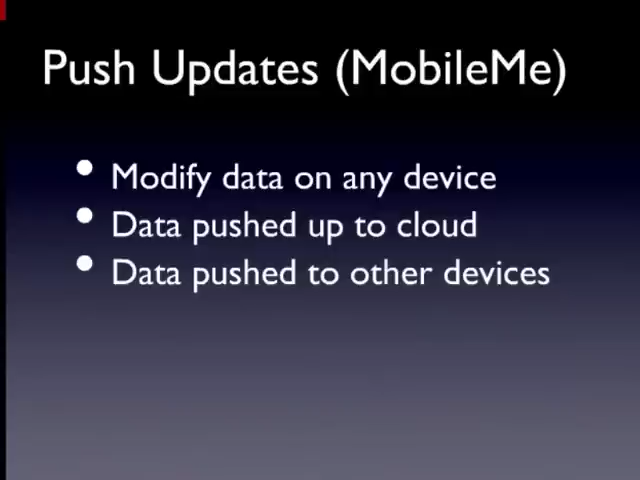 Push Updates (MobileMe)
• Modify data on any device
• Data pushed up to cloud
• Data pushed to other devices